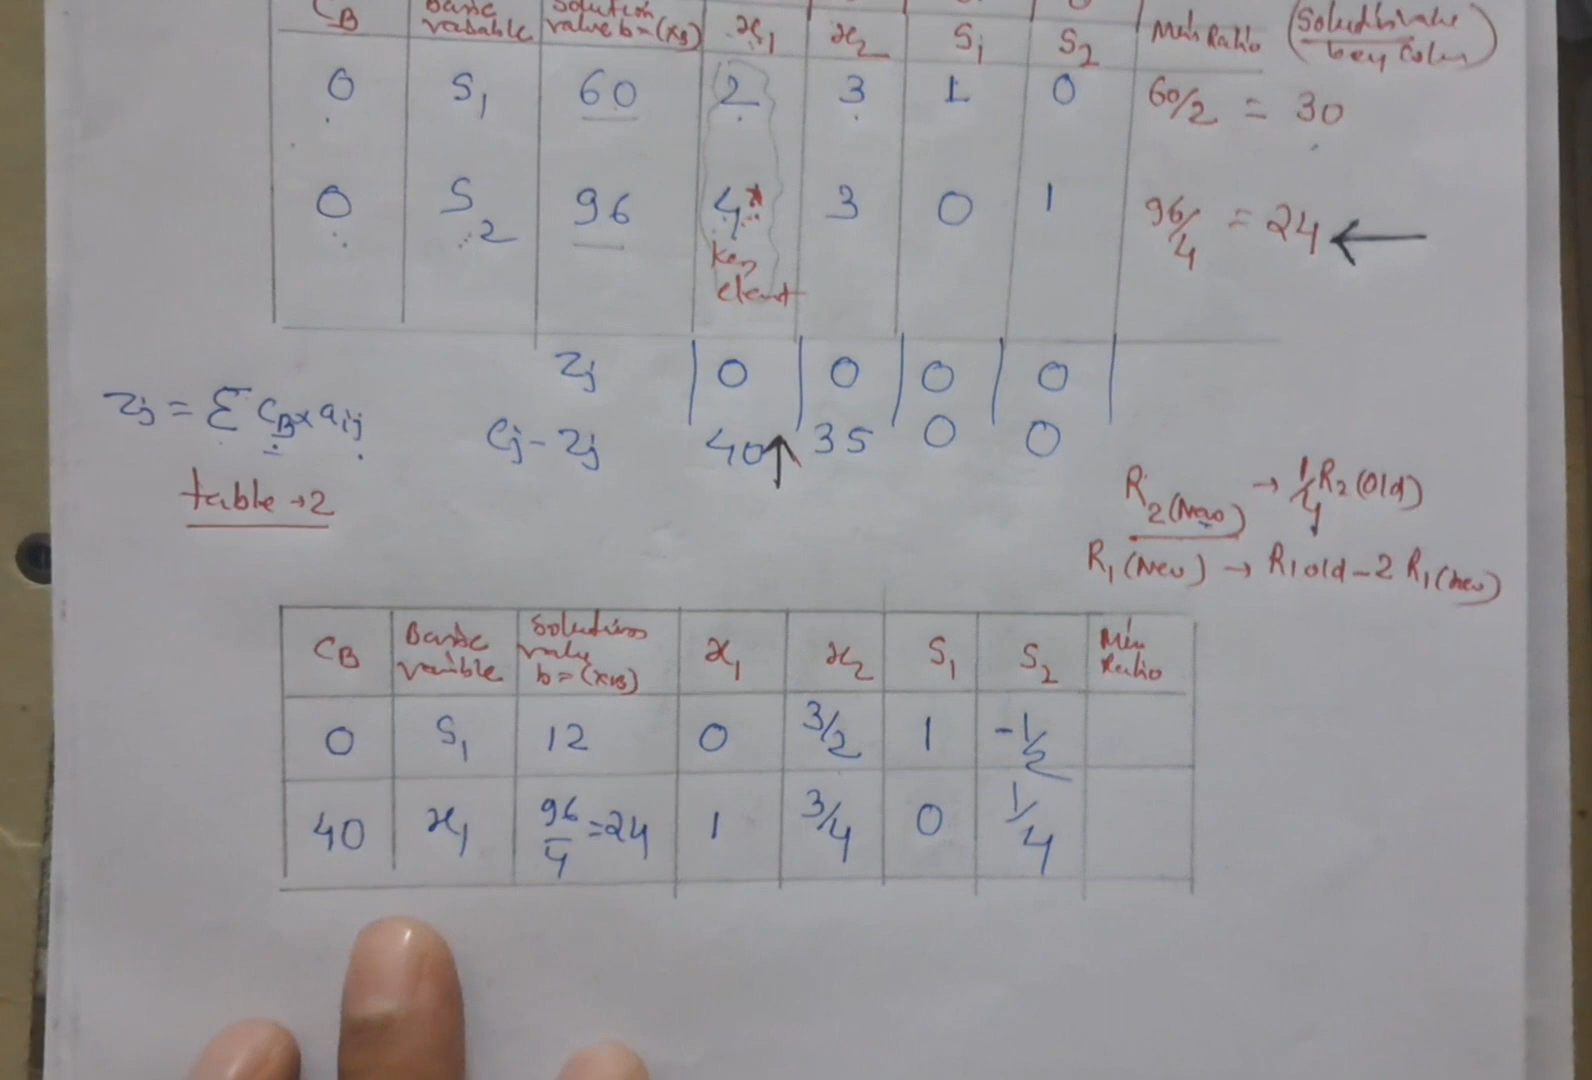 CB Basic variable Solution value b=(xB) x1 x2 S1 S2 Min Ratio (Solution value / key Colum)
0 S1 60 2 3 1 0 60/2 = 30
0 S2 96 4* 3 0 1 96/4 = 24 ←
key
element
Zj 0 0 0 0
Zj = Σ CB x aij
Cj - Zj 40 ↑ 35 0 0
table → 2
R2(New) → 1/4 R2(Old)
R1(New) → R1 old - 2 R1(new)
CB Basic variable Solution value b=(xB) x1 x2 S1 S2 Min Ratio
0 S1 12 0 3/2 1 -1/2
40 x1 96/4 = 24 1 3/4 0 1/4